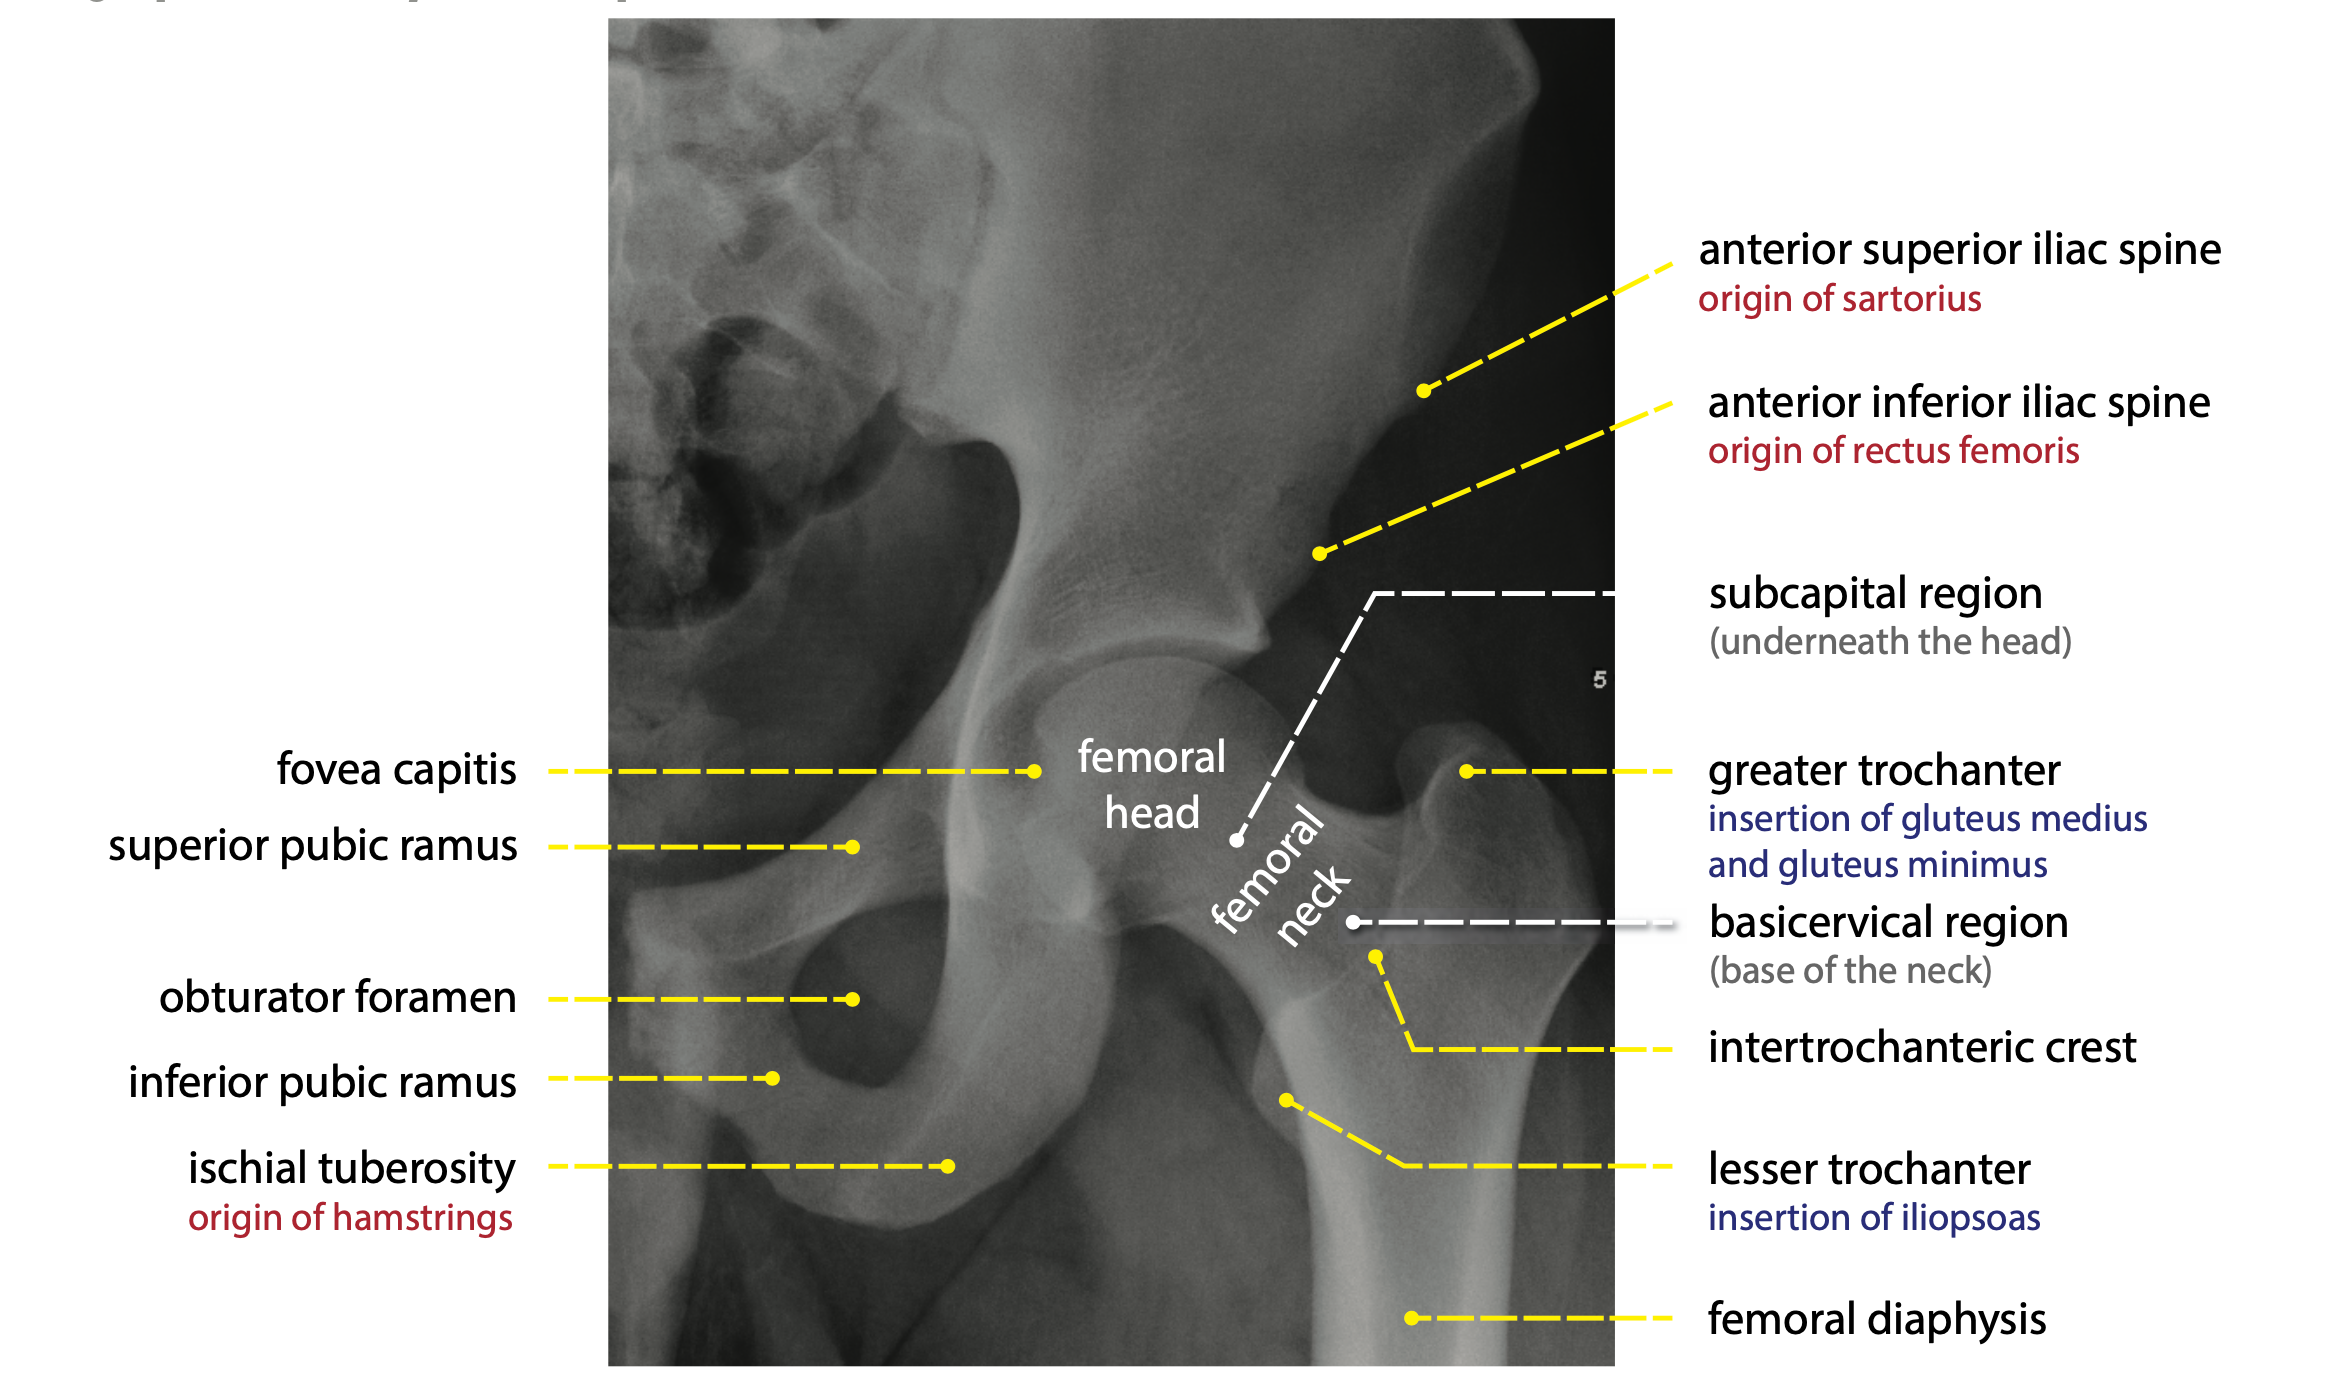 anterior superior iliac spine
origin of sartorius
anterior inferior iliac spine
origin of rectus femoris
subcapital region
(underneath the head)
5
femoral
head
fovea capitis
greater trochanter
insertion of gluteus medius
and gluteus minimus
superior pubic ramus
femoral
neck
basicervical region
(base of the neck)
obturator foramen
intertrochanteric crest
inferior pubic ramus
ischial tuberosity
origin of hamstrings
lesser trochanter
insertion of iliopsoas
femoral diaphysis